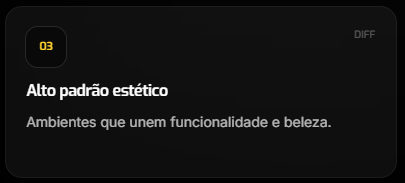 03
DIFF
Alto padrão estético
Ambientes que unem funcionalidade e beleza.